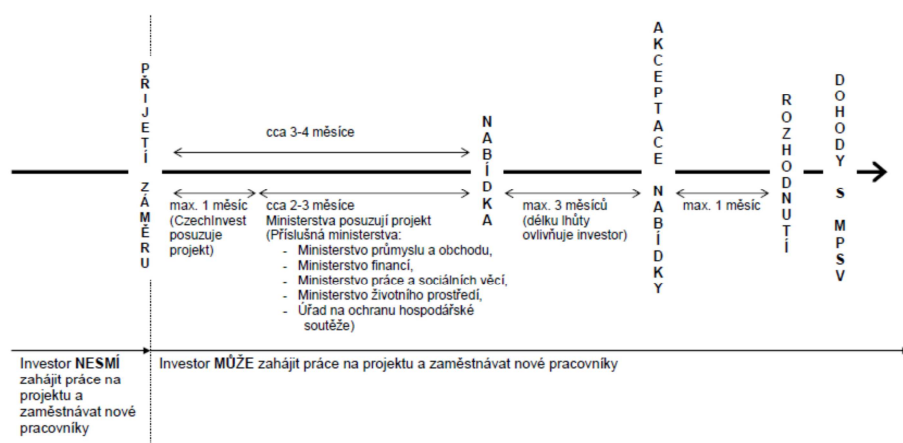 PŘIJETÍ ZÁMĚRU
cca 3-4 měsíce
max. 1 měsíc
(CzechInvest
posuzuje
projekt)
cca 2-3 měsíce
Ministerstva posuzují projekt
(Příslušná ministerstva:
- Ministerstvo průmyslu a obchodu,
- Ministerstvo financí,
- Ministerstvo práce a sociálních věcí,
- Ministerstvo životního prostředí,
- Úřad na ochranu hospodářské
soutěže)
NABÍDKA
max. 3 měsíců
(délku lhůty
ovlivňuje investor)
AKCEPTACE NABÍDKY
max. 1 měsíc
ROZHODNUTÍ
DOHODY S MPSV
Investor NESMÍ
zahájit práce na
projektu a
zaměstnávat nové
pracovníky
Investor MŮŽE zahájit práce na projektu a zaměstnávat nové pracovníky